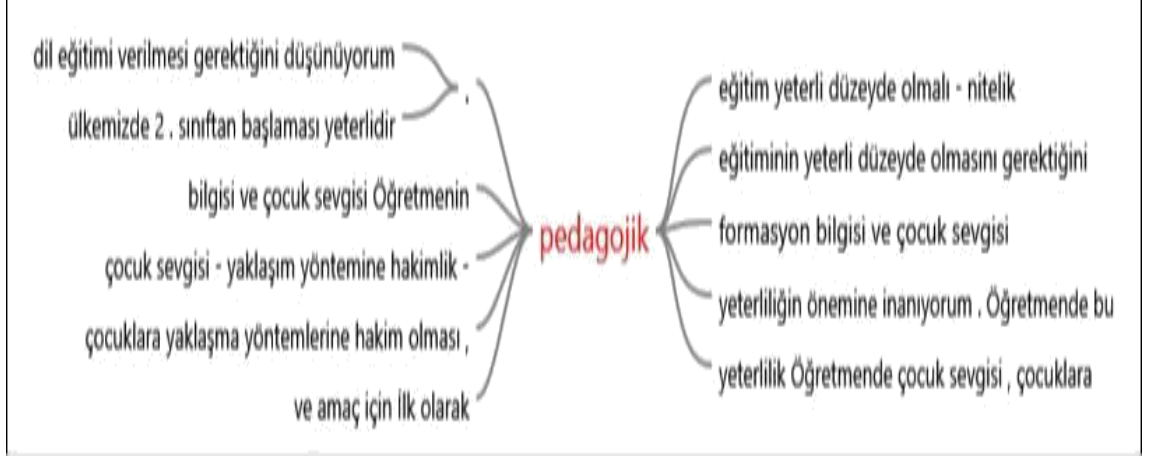 dil eğitimi verilmesi gerektiğini düşünüyorum
ülkemizde 2 . sınıftan başlaması yeterlidir
.
bilgisi ve çocuk sevgisi Öğretmenin
çocuk sevgisi - yaklaşım yöntemine hakimlik -
çocuklara yaklaşma yöntemlerine hakim olması ,
ve amaç için İlk olarak
pedagojik
eğitim yeterli düzeyde olmalı - nitelik
eğitiminin yeterli düzeyde olmasını gerektiğini
formasyon bilgisi ve çocuk sevgisi
yeterliliğin önemine inanıyorum . Öğretmende bu
yeterlilik Öğretmende çocuk sevgisi , çocuklara